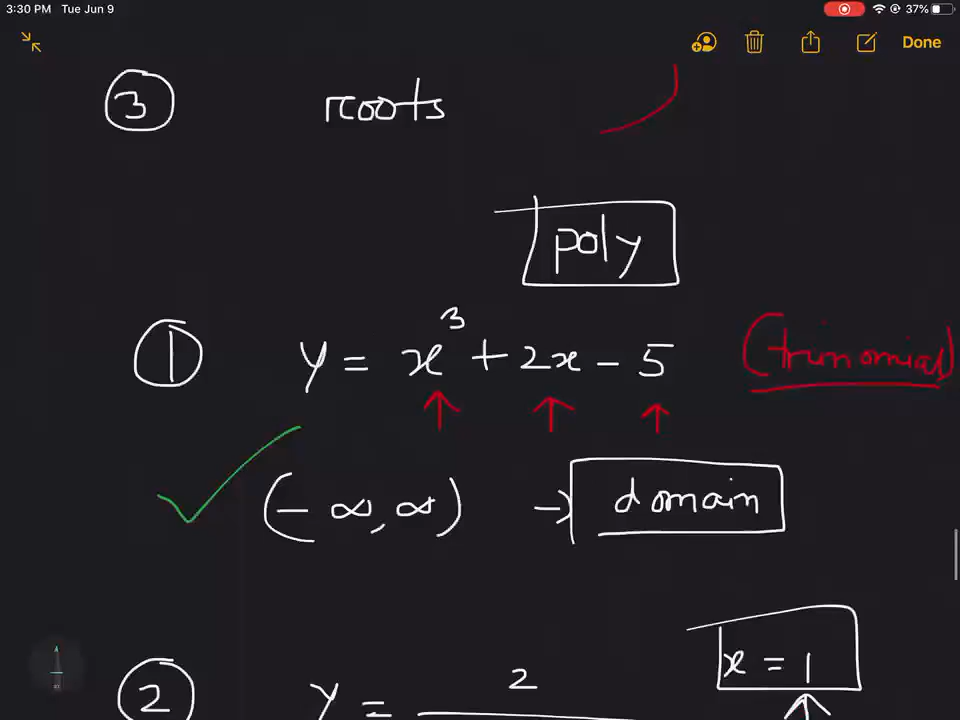 3:30 PM Tue Jun 9 37%
Done
③ roots
poly
① y = x³ + 2x - 5 (trinomial)
(-∞, ∞) → domain
x = 1
② y = 2